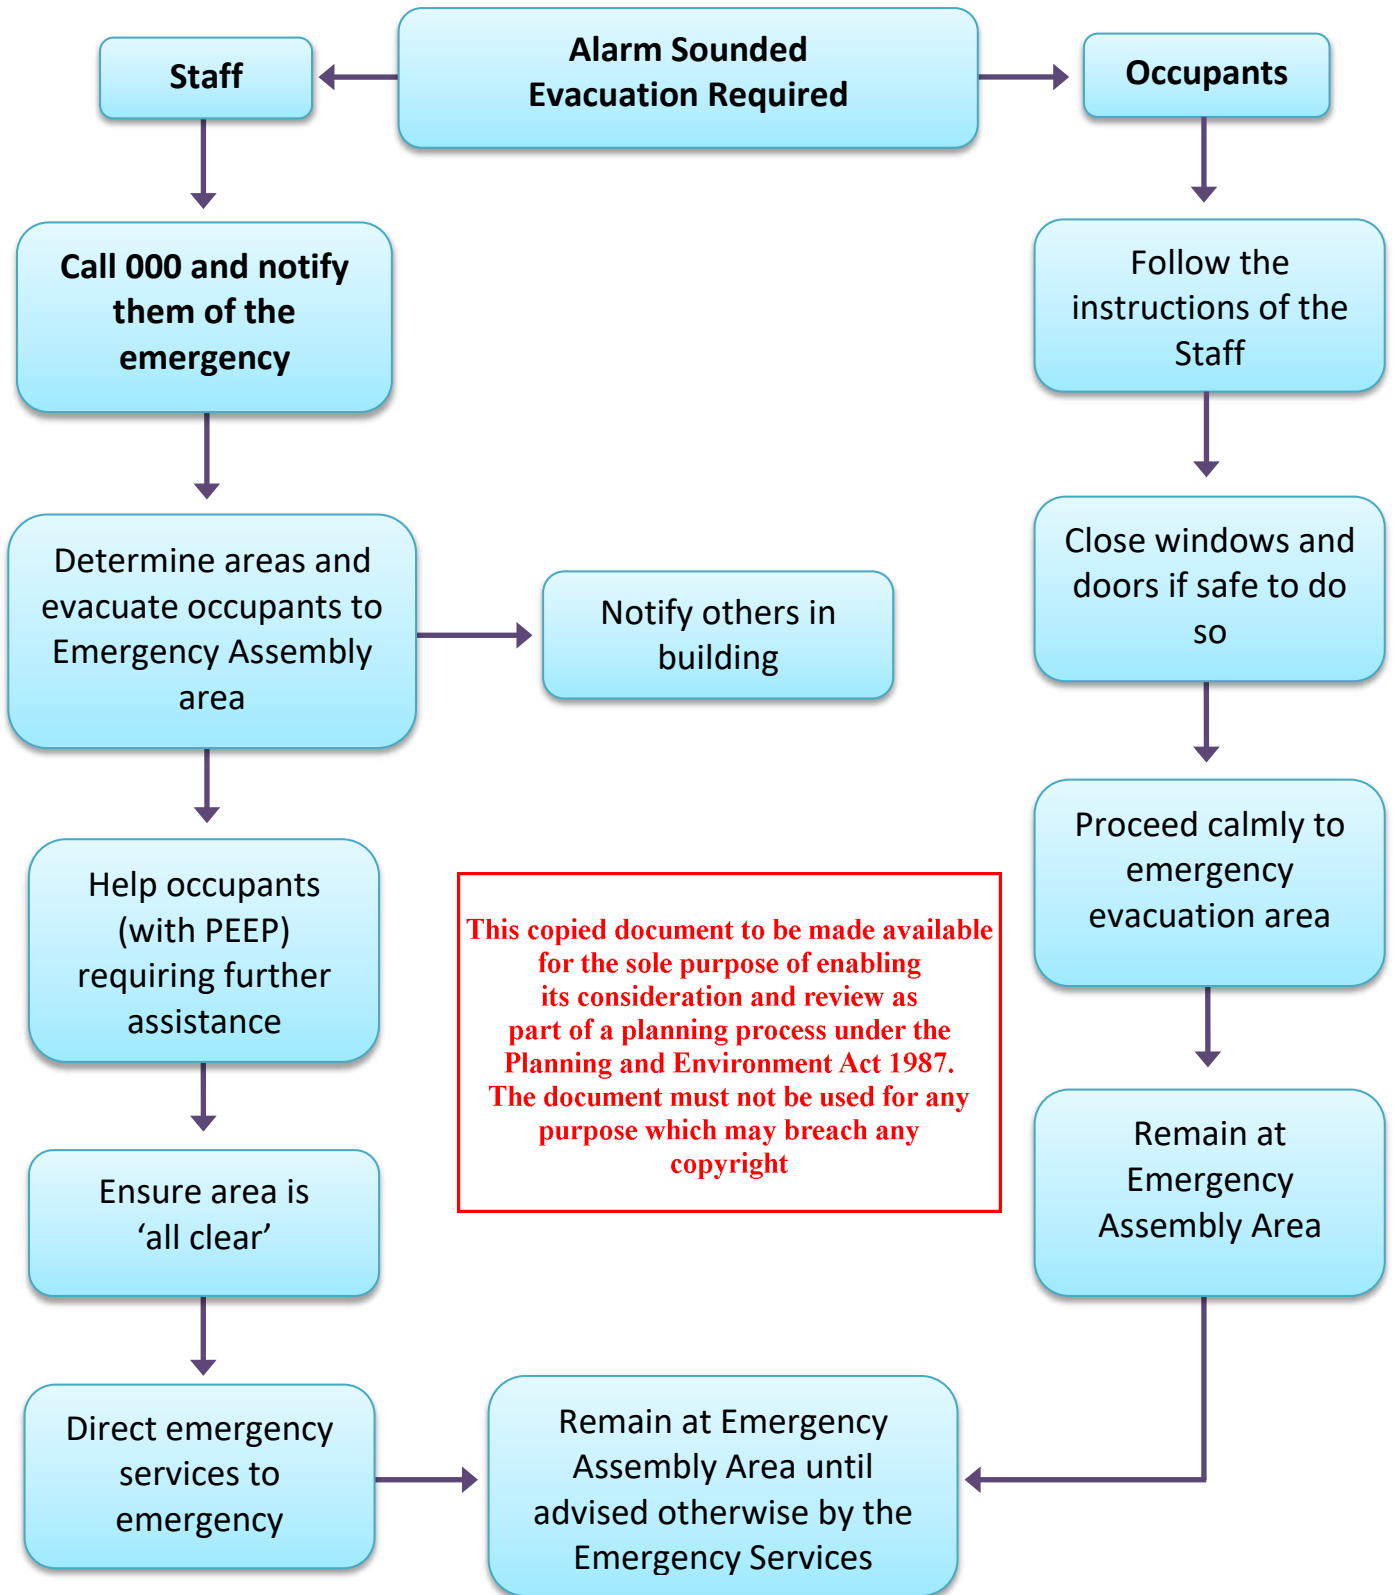 Alarm Sounded
Evacuation Required
Staff
Occupants
Call 000 and notify
them of the
emergency
Follow the
instructions of the
Staff
Determine areas and
evacuate occupants to
Emergency Assembly
area
Notify others in
building
Close windows and
doors if safe to do
so
Help occupants
(with PEEP)
requiring further
assistance
Proceed calmly to
emergency
evacuation area
This copied document to be made available
for the sole purpose of enabling
its consideration and review as
part of a planning process under the
Planning and Environment Act 1987.
The document must not be used for any
purpose which may breach any
copyright
Ensure area is
‘all clear’
Remain at
Emergency
Assembly Area
Direct emergency
services to
emergency
Remain at Emergency
Assembly Area until
advised otherwise by the
Emergency Services